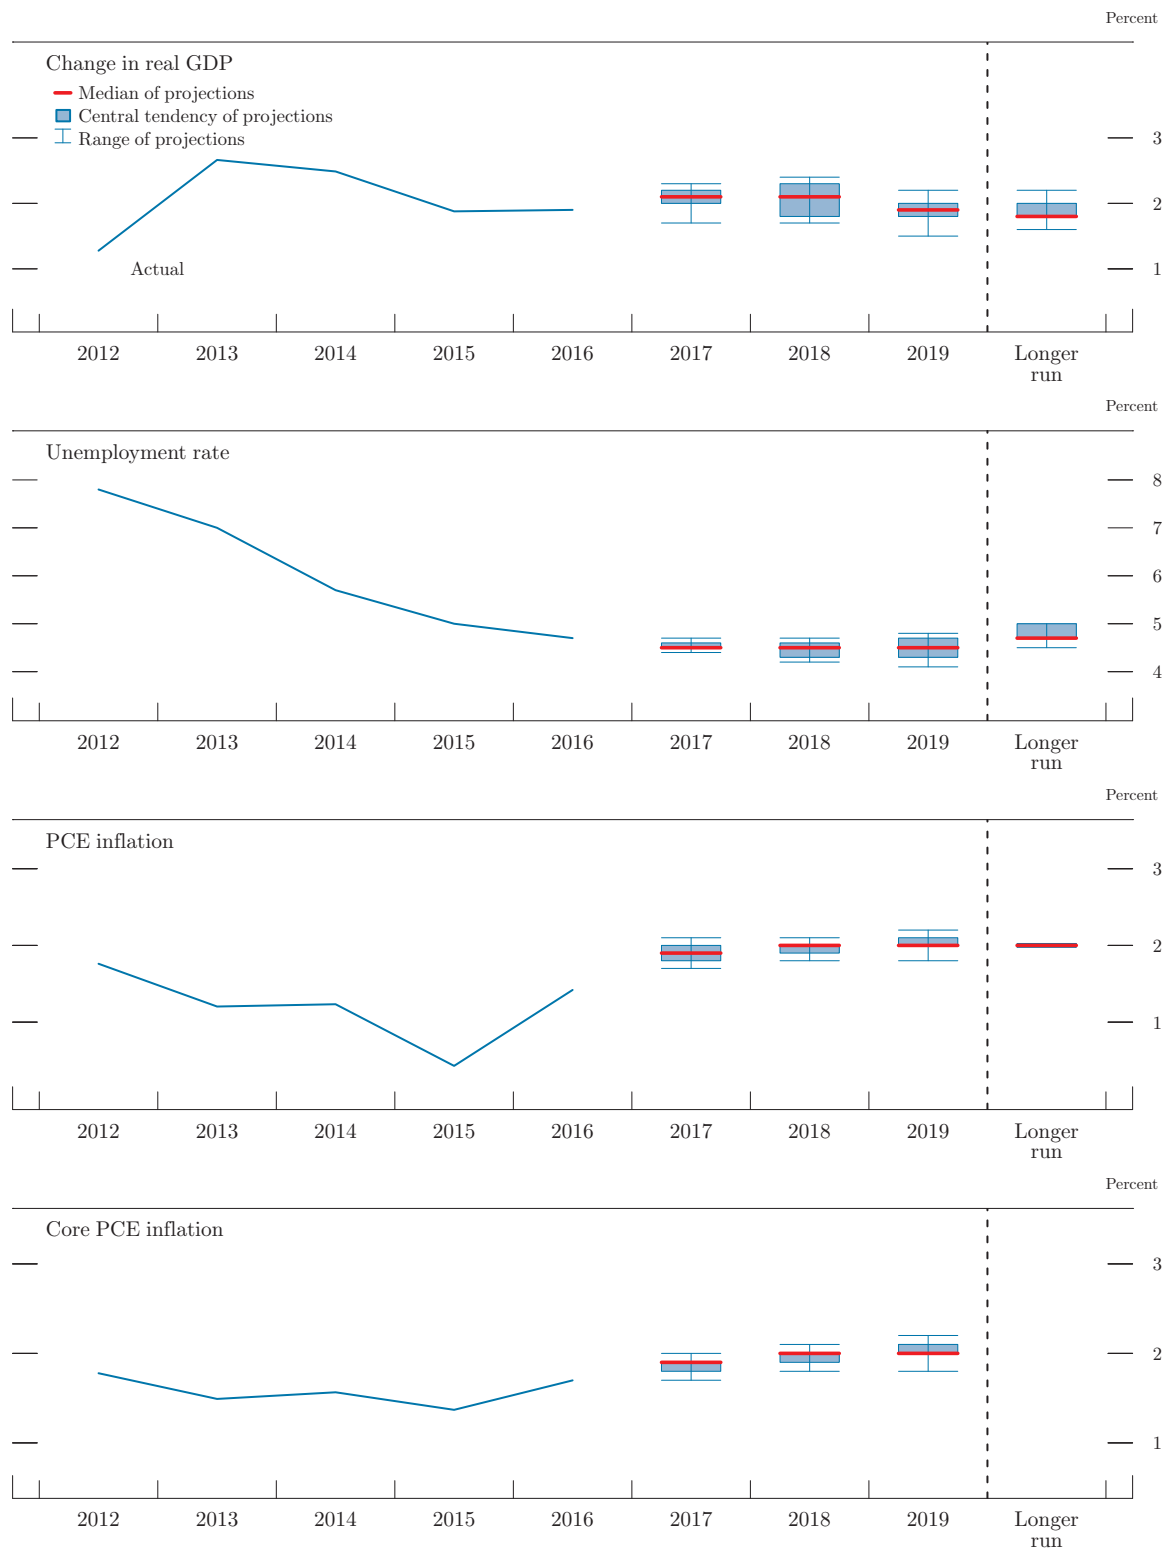 Percent
Change in real GDP
Median of projections
Central tendency of projections
Range of projections
3
2
Actual
1
2012 2013 2014 2015 2016 2017 2018 2019 Longer
run
Percent
Unemployment rate
8
7
6
5
4
2012 2013 2014 2015 2016 2017 2018 2019 Longer
run
Percent
PCE inflation
3
2
1
2012 2013 2014 2015 2016 2017 2018 2019 Longer
run
Percent
Core PCE inflation
3
2
1
2012 2013 2014 2015 2016 2017 2018 2019 Longer
run